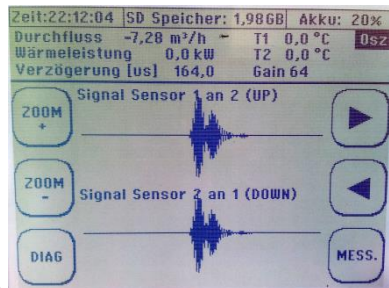 Zeit:22:12:04 SD Speicher: 1,98GB Akku: 20%
Durchfluss -7,28 m³/h - T1 0,0 °C Osz
Wärmeleistung 0,0 kW T2 0,0 °C
Verzögerung [us] 164,0 Gain 64
ZOOM
+
Signal Sensor 1 an 2 (UP)
ZOOM
-
Signal Sensor 2 an 1 (DOWN)
DIAG
MESS.